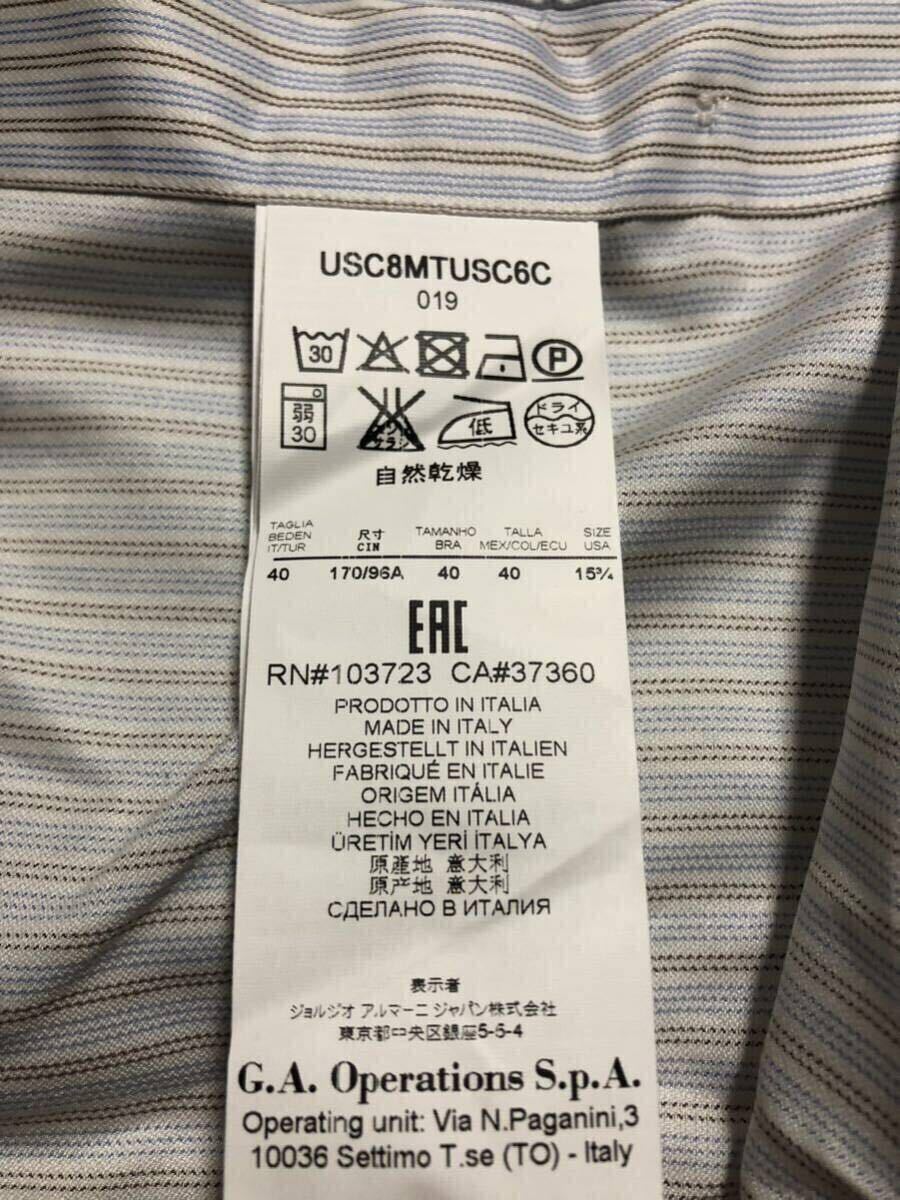 USC8MTUSC6C
019
30 P
弱 低 ドライ
30 セキユ系
自然乾燥
TAGLIA BEDEN IT/TUR 尺寸 CIN TAMANHO BRA TALLA MEX/COL/ECU SIZE USA
40 170/96A 40 40 15¾
EAC
RN#103723 CA#37360
PRODOTTO IN ITALIA
MADE IN ITALY
HERGESTELLT IN ITALIEN
FABRIQUÉ EN ITALIE
ORIGEM ITÁLIA
HECHO EN ITALIA
ÜRETİM YERİ İTALYA
原產地 意大利
原产地 意大利
СДЕЛАНО В ИТАЛИЯ
表示者
ジョルジオ アルマーニ ジャパン株式会社
東京都中央区銀座5-5-4
G.A. Operations S.p.A.
Operating unit: Via N.Paganini,3
10036 Settimo T.se (TO) - Italy